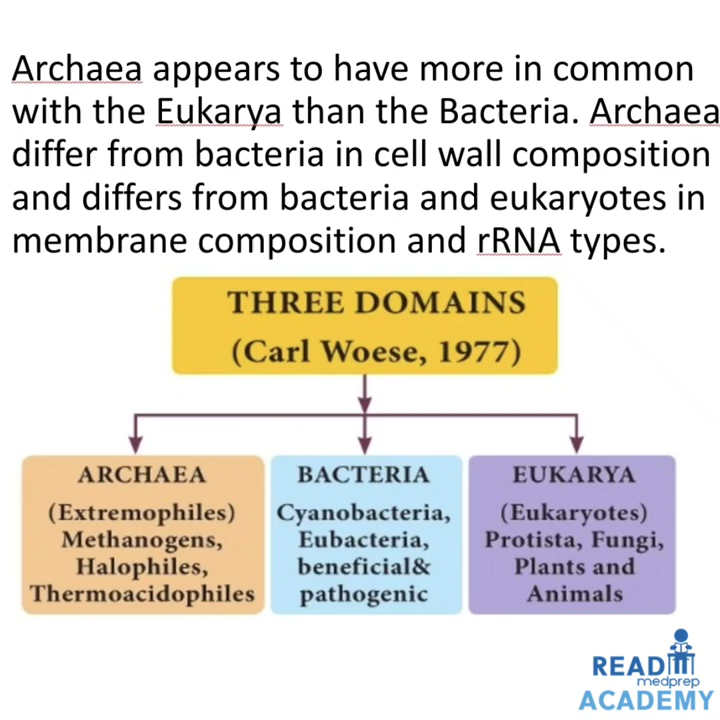 Archaea appears to have more in common
with the Eukarya than the Bacteria. Archaea
differ from bacteria in cell wall composition
and differs from bacteria and eukaryotes in
membrane composition and rRNA types.
THREE DOMAINS
(Carl Woese, 1977)
ARCHAEA
(Extremophiles)
Methanogens,
Halophiles,
Thermoacidophiles
BACTERIA
Cyanobacteria,
Eubacteria,
beneficial&
pathogenic
EUKARYA
(Eukaryotes)
Protista, Fungi,
Plants and
Animals
READ
medprep
ACADEMY